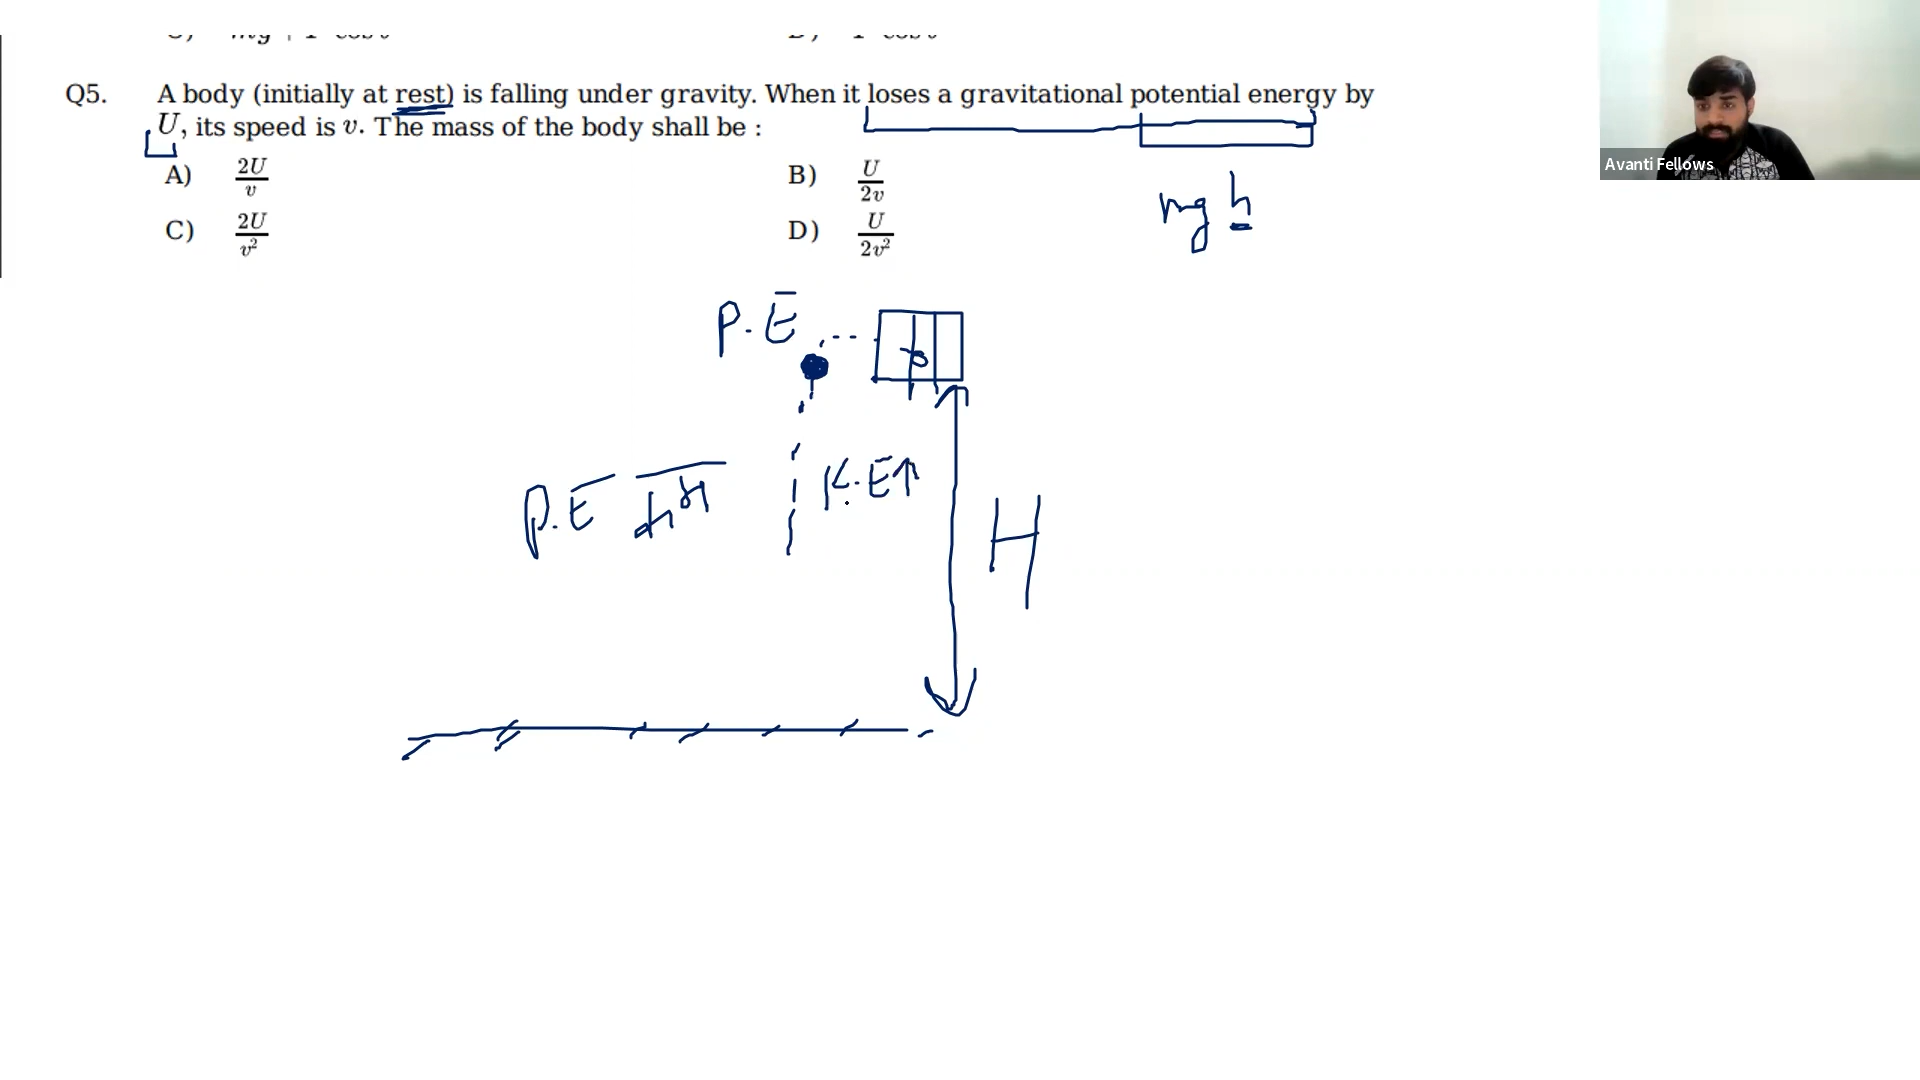 Q5. A body (initially at rest) is falling under gravity. When it loses a gravitational potential energy by
U, its speed is v. The mass of the body shall be :
A) 2U/v B) U/2v
C) 2U/v² D) U/2v²
Avanti Fellows
mgh
P.E
P.E कम
K.E↑
H